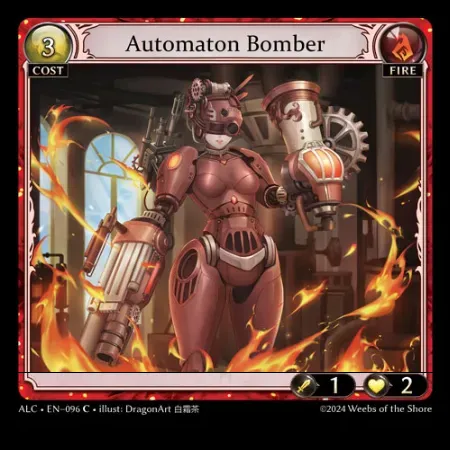 3
Automaton Bomber
COST
FIRE
1
2
ALC • EN–096 C • illust: DragonArt 白霜茶
©2024 Weebs of the Shore